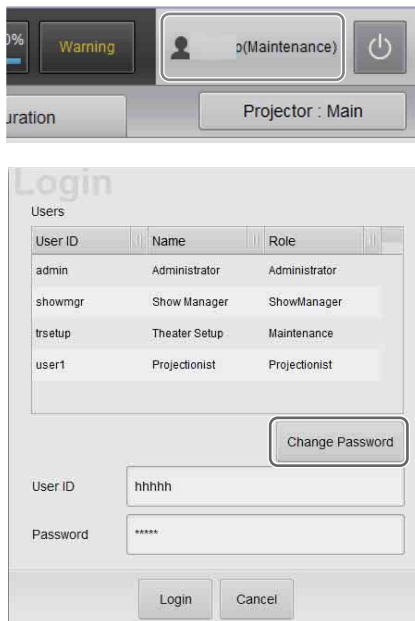 0% Warning p(Maintenance)
uration Projector : Main
Login
Users
User ID Name Role
admin Administrator Administrator
showmgr Show Manager ShowManager
trsetup Theater Setup Maintenance
user1 Projectionist Projectionist
Change Password
User ID hhhhh
Password *****
Login Cancel